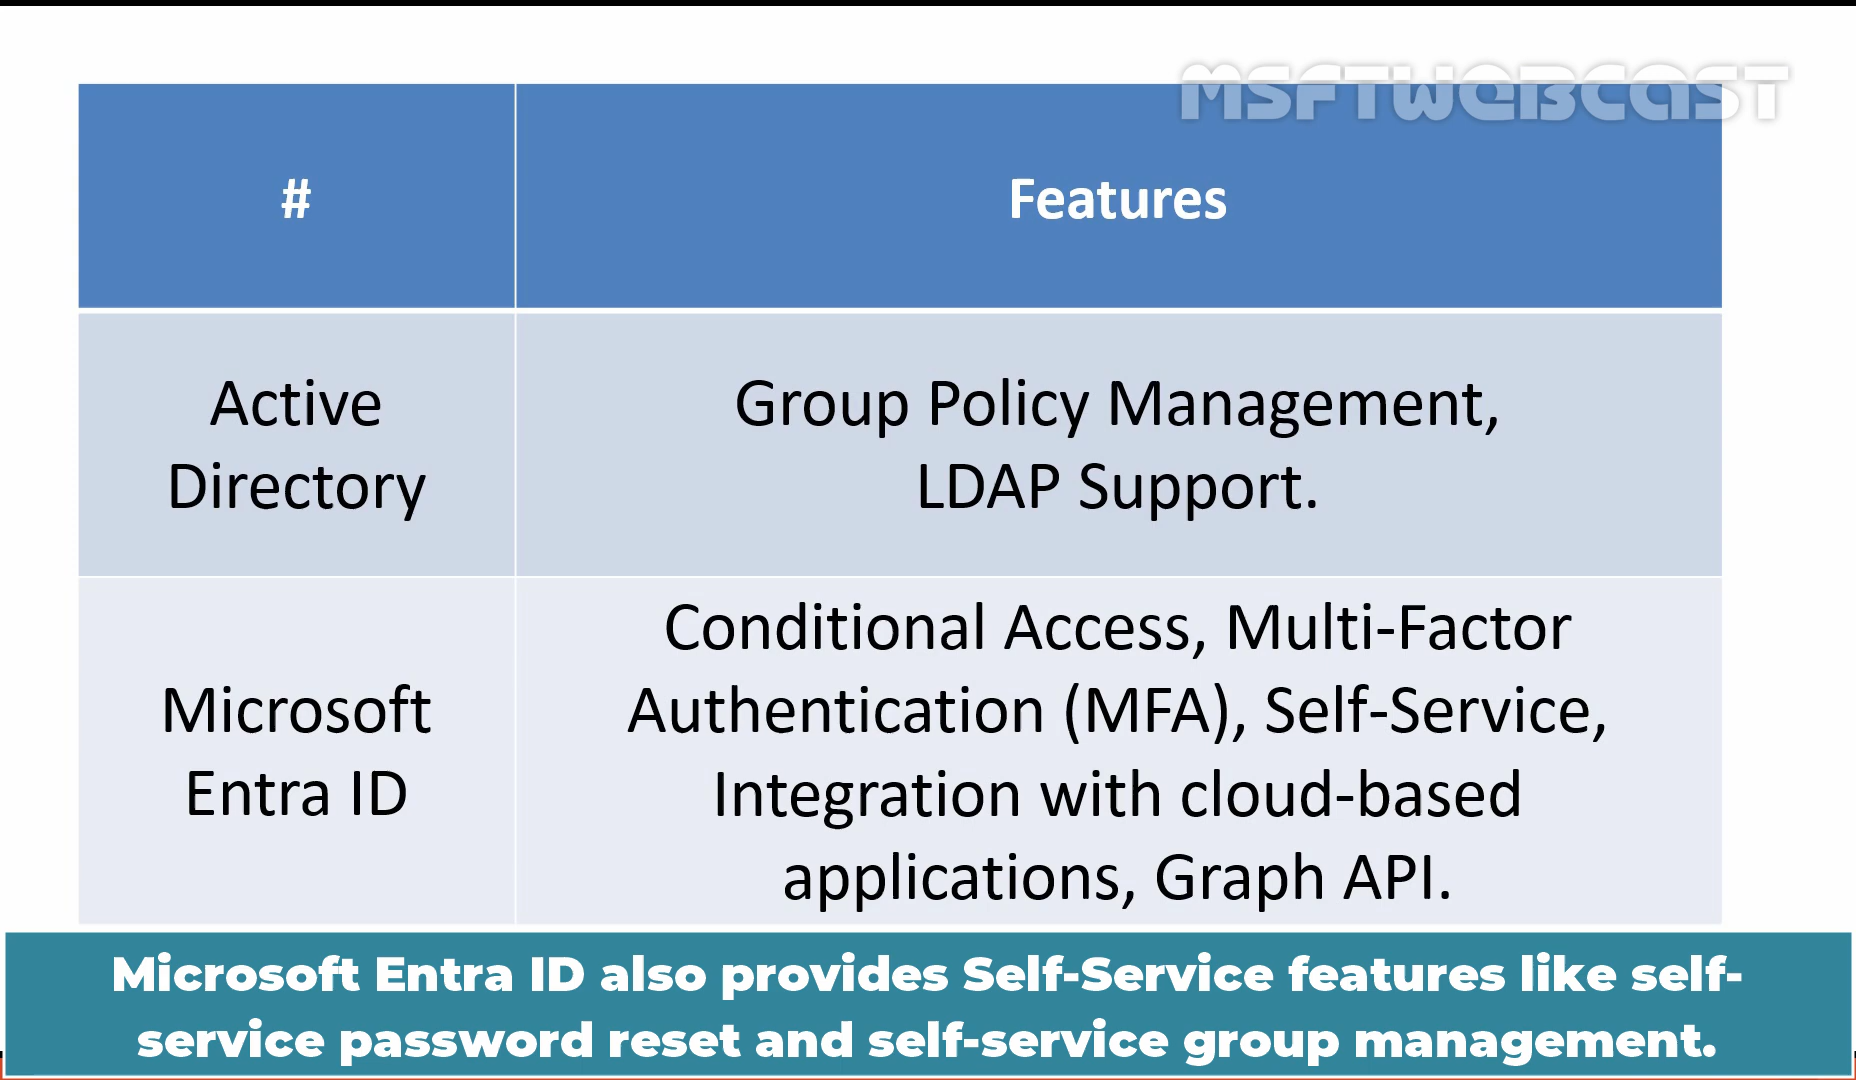 MSFTWEBCAST
#
Features
Active
Directory
Group Policy Management,
LDAP Support.
Microsoft
Entra ID
Conditional Access, Multi-Factor
Authentication (MFA), Self-Service,
Integration with cloud-based
applications, Graph API.
Microsoft Entra ID also provides Self-Service features like self-
service password reset and self-service group management.